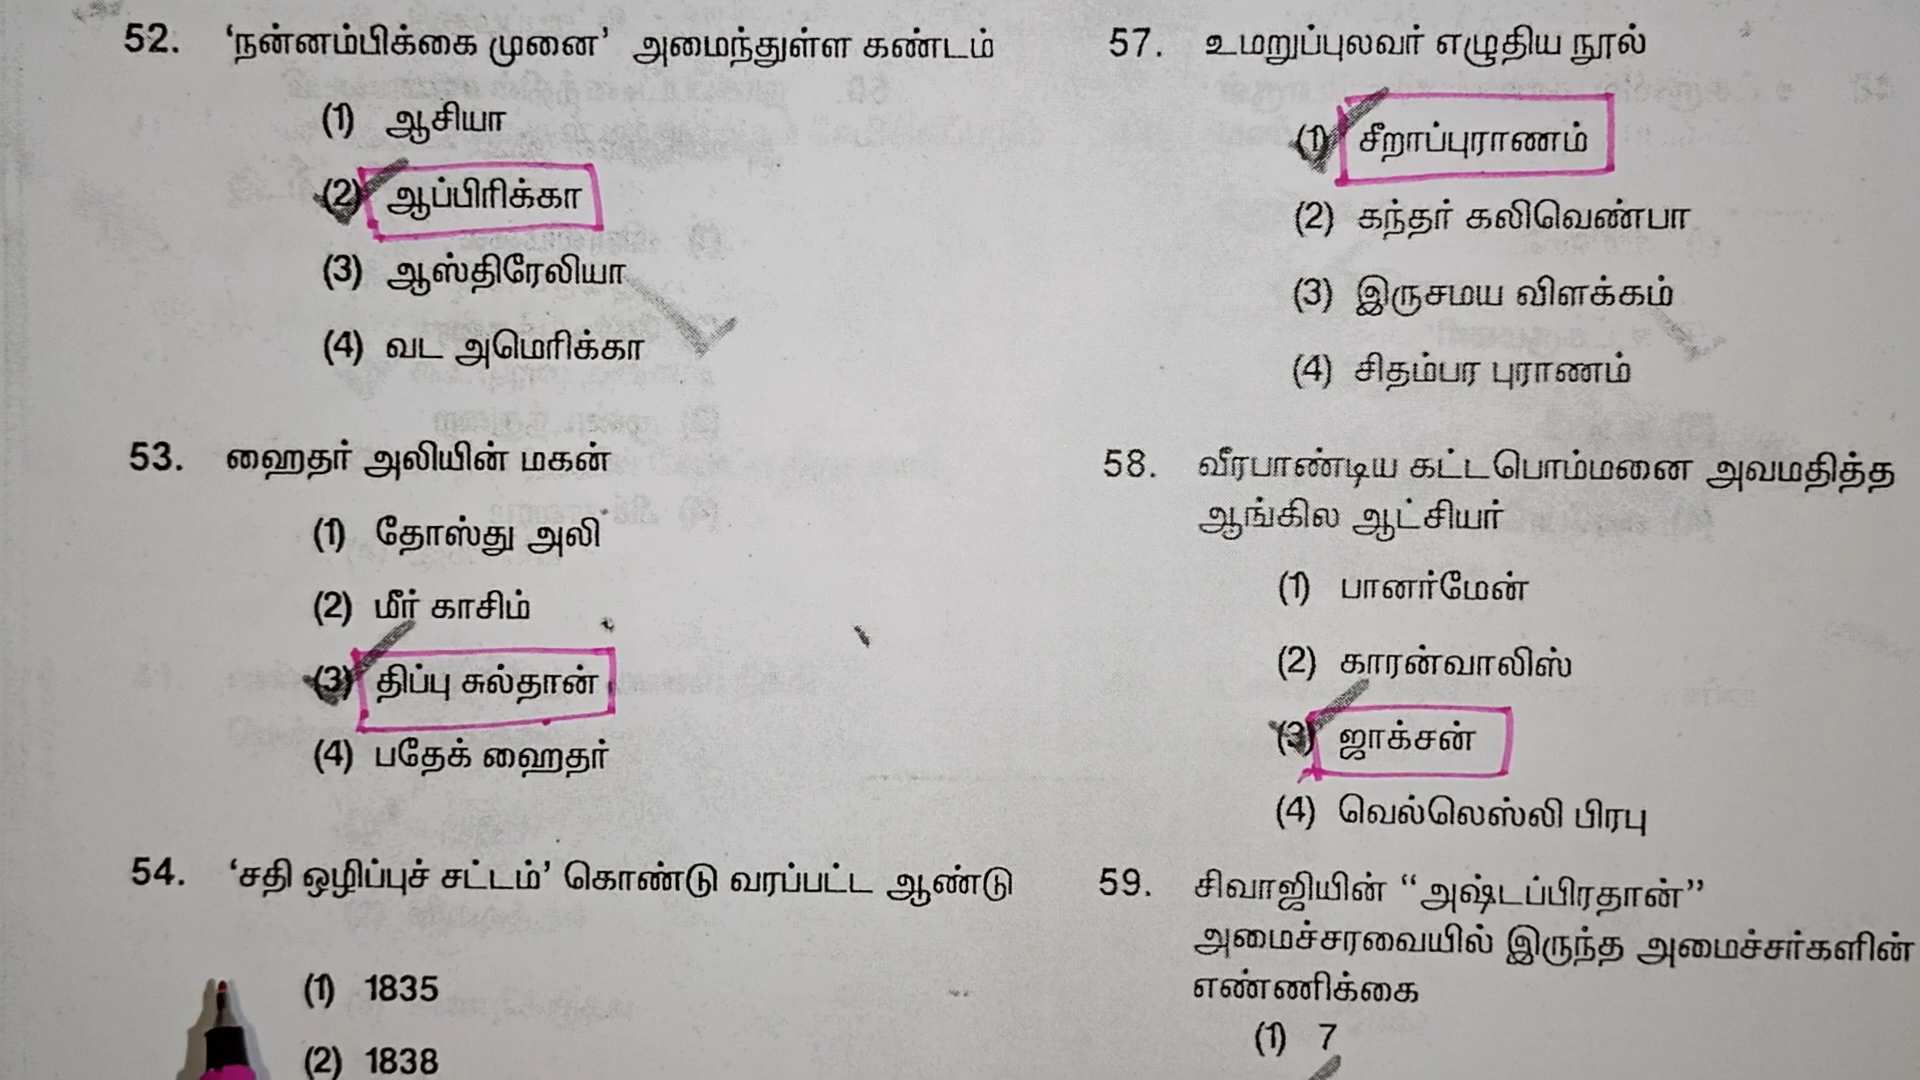 52. ‘நன்னம்பிக்கை முனை’ அமைந்துள்ள கண்டம்
(1) ஆசியா
(2) ஆப்பிரிக்கா
(3) ஆஸ்திரேலியா
(4) வட அமெரிக்கா
53. ஹைதர் அலியின் மகன்
(1) தோஸ்து அலி
(2) மீர் காசிம்
(3) திப்பு சுல்தான்
(4) பதேக் ஹைதர்
54. ‘சதி ஒழிப்புச் சட்டம்’ கொண்டு வரப்பட்ட ஆண்டு
(1) 1835
(2) 1838
57. உமறுப்புலவர் எழுதிய நூல்
(1) சீறாப்புராணம்
(2) கந்தர் கலிவெண்பா
(3) இருசமய விளக்கம்
(4) சிதம்பர புராணம்
58. வீரபாண்டிய கட்டபொம்மனை அவமதித்த
ஆங்கில ஆட்சியர்
(1) பானர்மேன்
(2) காரன்வாலிஸ்
(3) ஜாக்சன்
(4) வெல்லெஸ்லி பிரபு
59. சிவாஜியின் “அஷ்டப்பிரதான்”
அமைச்சரவையில் இருந்த அமைச்சர்களின்
எண்ணிக்கை
(1) 7